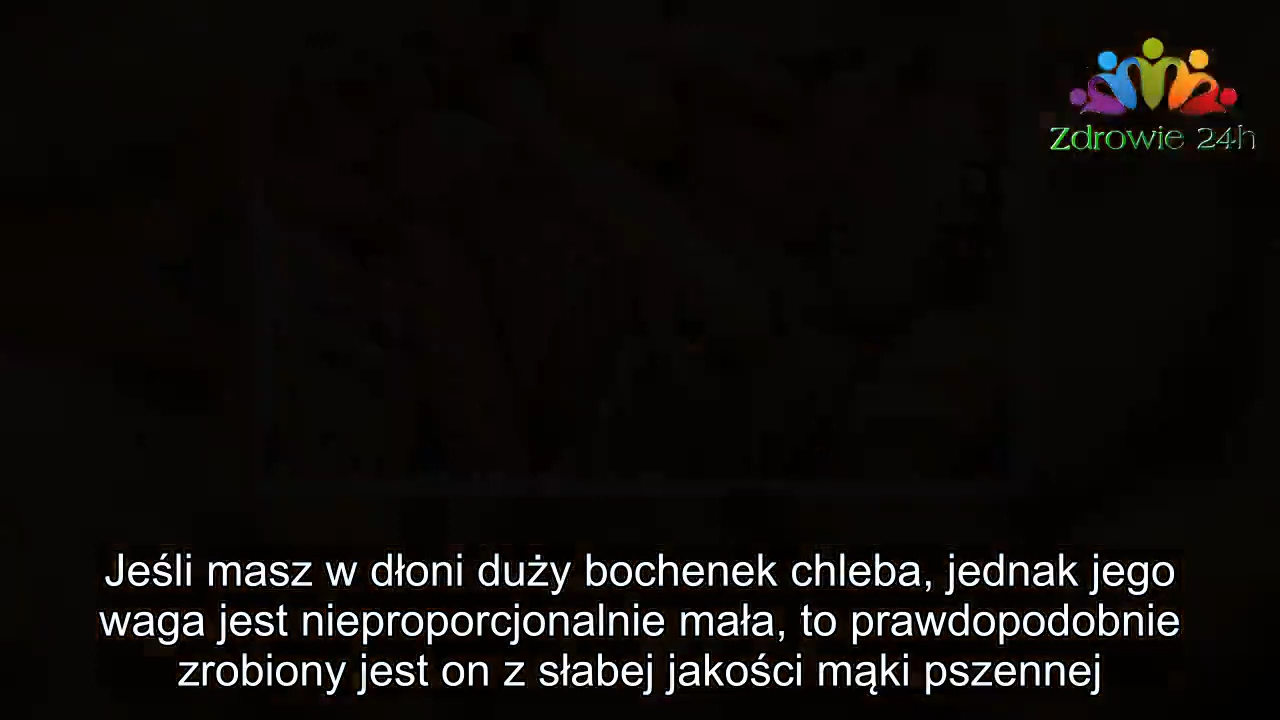 Zdrowie 24h
Jeśli masz w dłoni duży bochenek chleba, jednak jego
waga jest nieproporcjonalnie mała, to prawdopodobnie
zrobiony jest on z słabej jakości mąki pszennej